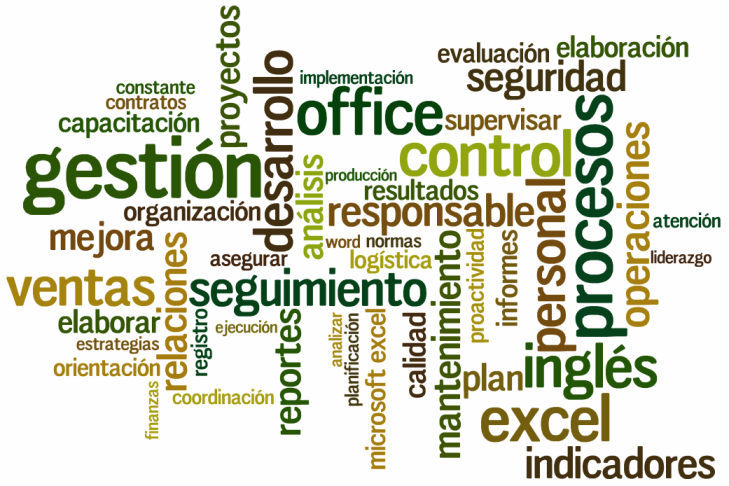 proyectos
desarrollo
implementación
evaluación
elaboración
seguridad
constante
contratos
capacitación
office
supervisar
procesos
gestión
análisis
producción
control
resultados
personal
operaciones
organización
responsable
atención
mejora
word
normas
relaciones
asegurar
logística
mantenimiento
proactividad
informes
liderazgo
ventas
seguimiento
elaborar
registro
ejecución
reportes
analizar
planificación
microsoft excel
calidad
estrategias
orientación
plan
inglés
finanzas
coordinación
excel
indicadores